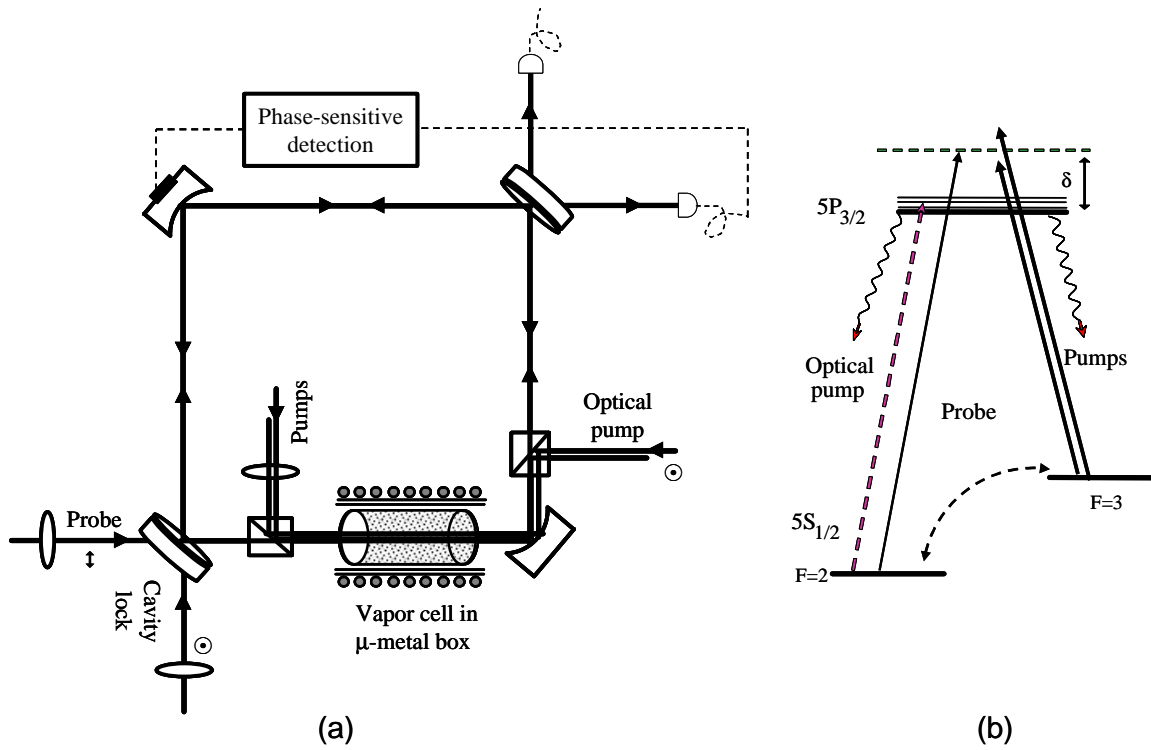 Phase-sensitive
detection
Pumps
Optical
pump
Probe
Cavity
lock
Vapor cell in
μ-metal box
(a)
5P3/2
δ
Optical
pump
Pumps
Probe
5S1/2
F=3
F=2
(b)